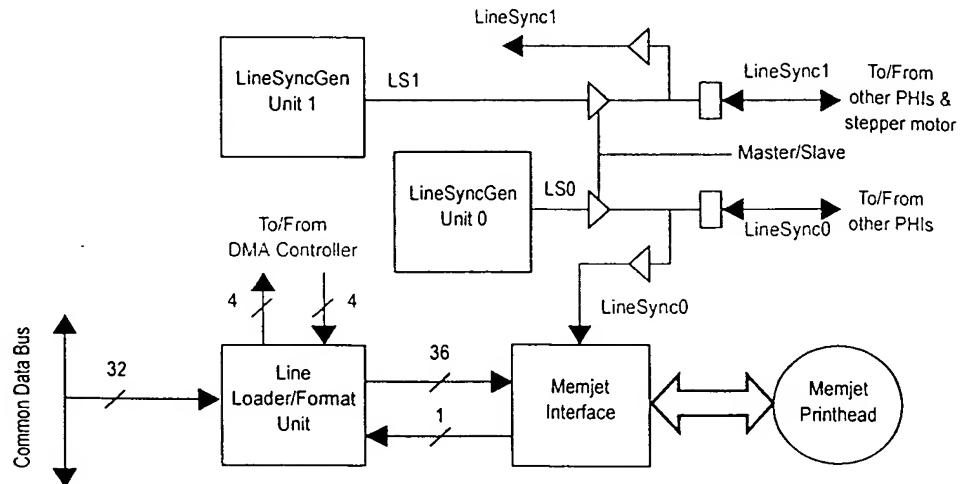 LineSync1
LineSyncGen
Unit 1
LS1
LineSync1
To/From
other PHIs &
stepper motor
Master/Slave
LineSyncGen
Unit 0
LS0
LineSync0
To/From
other PHIs
To/From
DMA Controller
4
4
LineSync0
Common Data Bus
32
Line
Loader/Format
Unit
36
1
Memjet
Interface
Memjet
Printhead